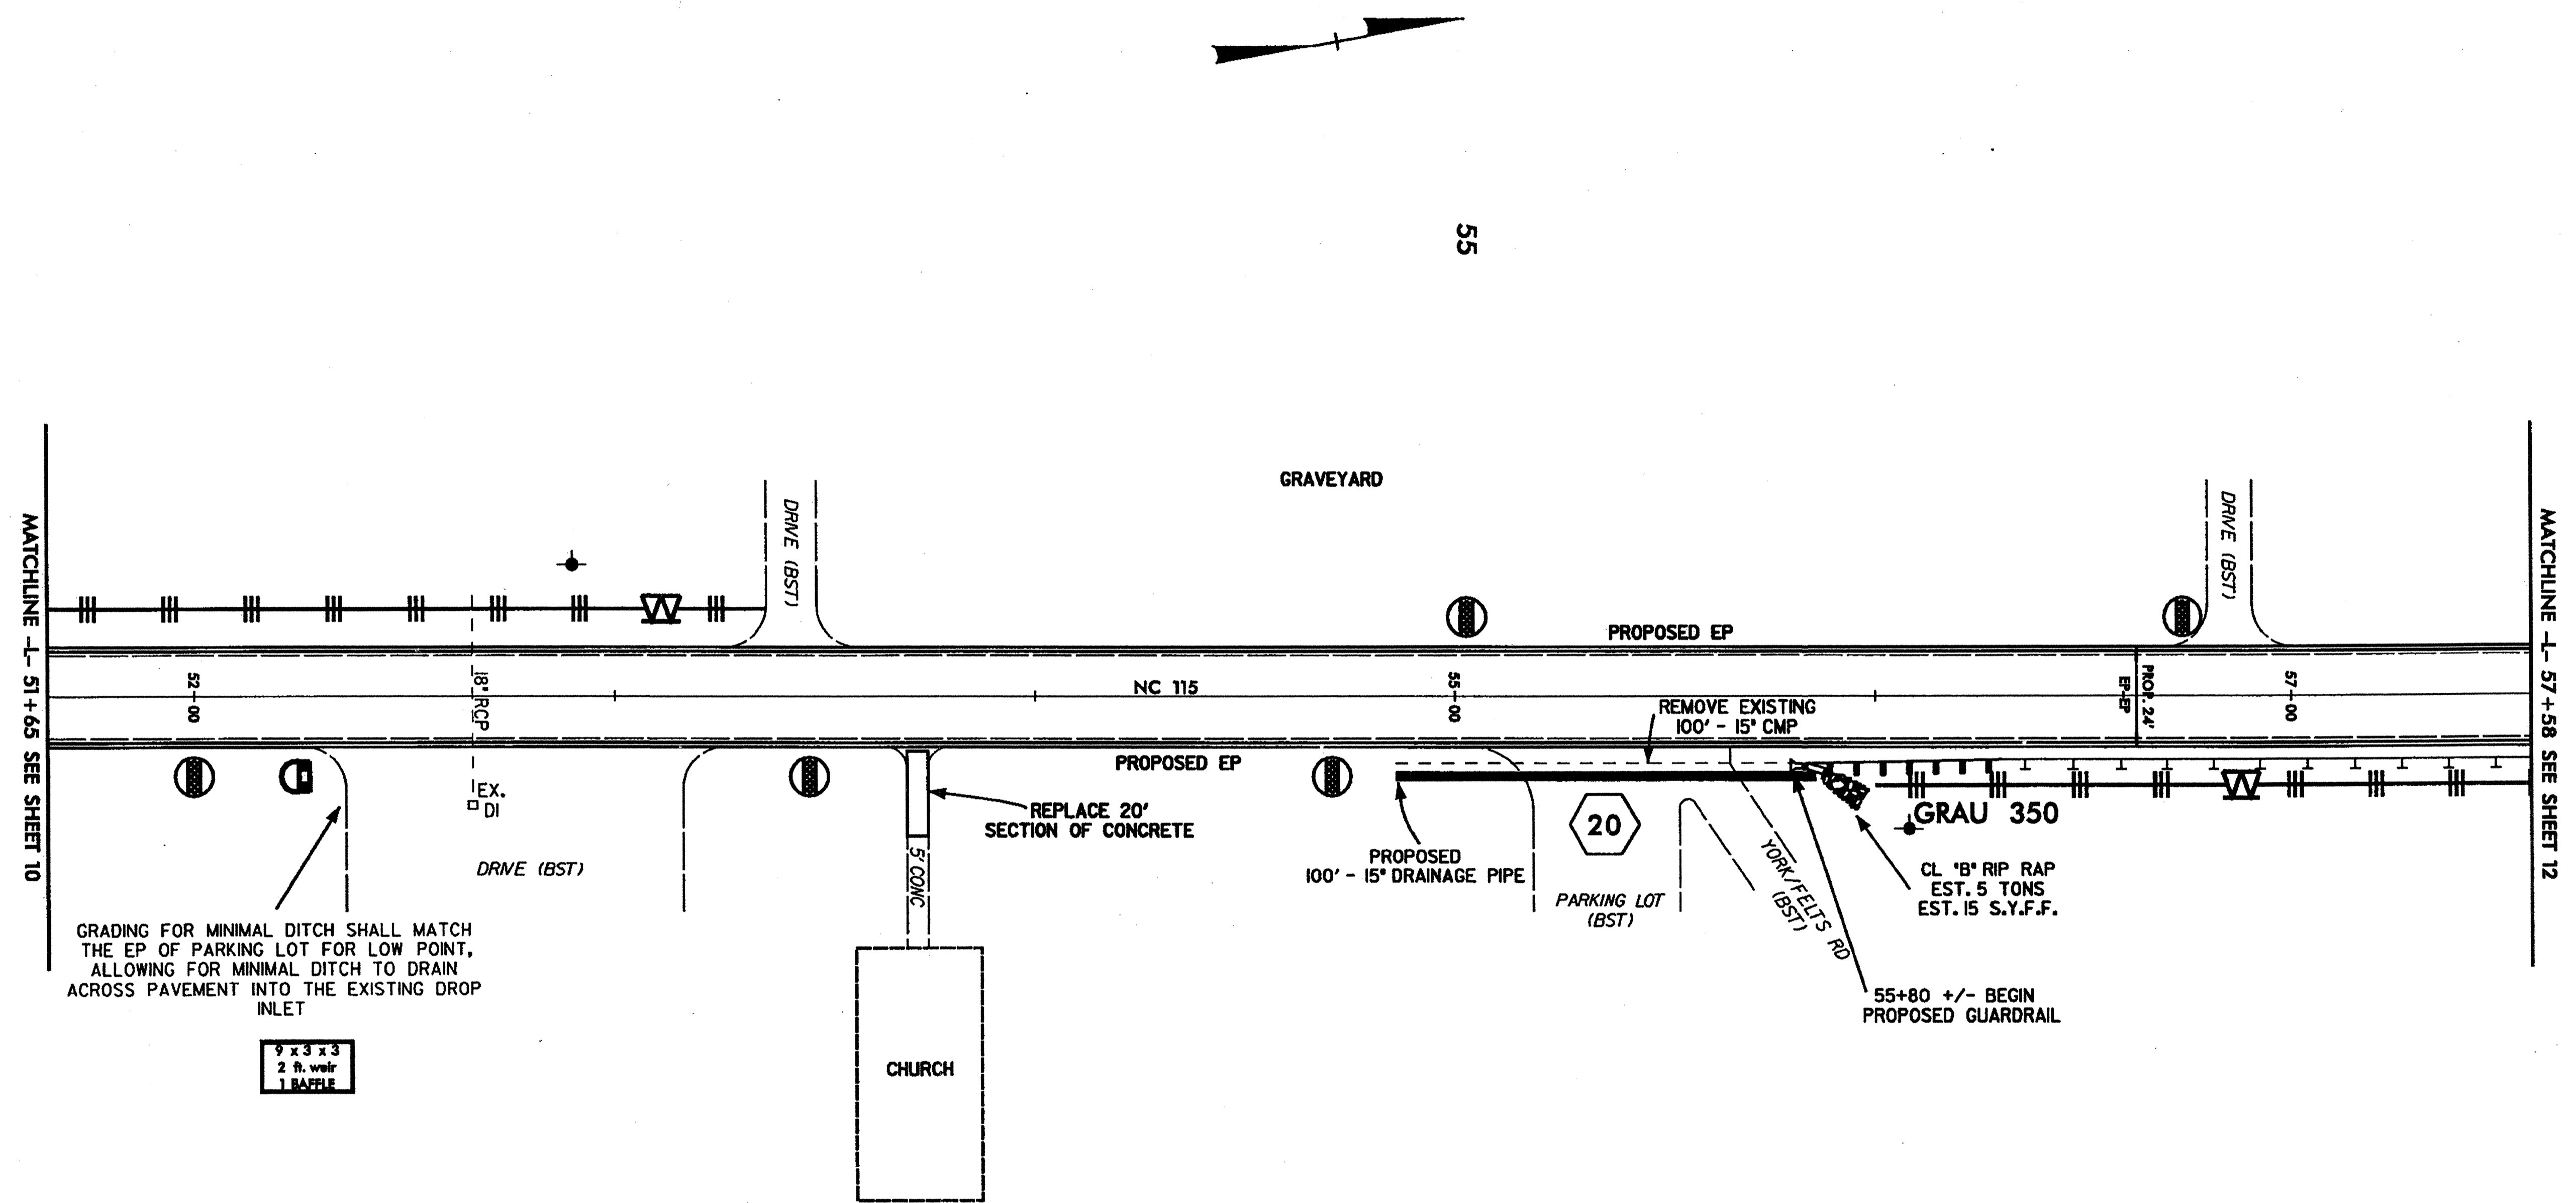 55
GRAVEYARD
DRIVE (BST)
DRIVE (BST)
MATCHLINE -L- 51+65 SEE SHEET 10
MATCHLINE -L- 57+58 SEE SHEET 12
PROPOSED EP
52
00
18" RCP
NC 115
55
00
PROP. 24'
EP-EP
57
00
REMOVE EXISTING
100' - 15" CMP
PROPOSED EP
EX.
DI
REPLACE 20'
SECTION OF CONCRETE
5' CONC
DRIVE (BST)
PROPOSED
100' - 15" DRAINAGE PIPE
20
PARKING LOT
(BST)
YORK/FELTS RD
(BST)
GRAU 350
CL "B" RIP RAP
EST. 5 TONS
EST. 15 S.Y.F.F.
55+80 +/- BEGIN
PROPOSED GUARDRAIL
GRADING FOR MINIMAL DITCH SHALL MATCH
THE EP OF PARKING LOT FOR LOW POINT,
ALLOWING FOR MINIMAL DITCH TO DRAIN
ACROSS PAVEMENT INTO THE EXISTING DROP
INLET
9 x 3 x 3
2 ft. weir
1 BAFFLE
CHURCH